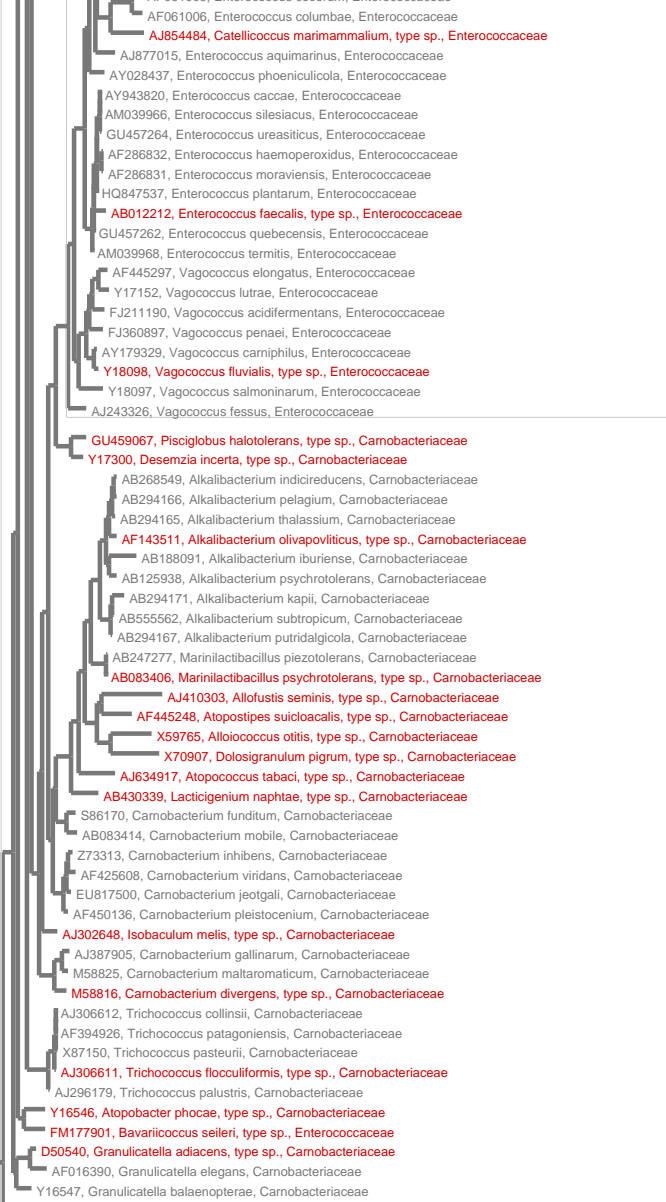 AF061006, Enterococcus columbae, Enterococcaceae
AJ854484, Catellicoccus marimammalium, type sp., Enterococcaceae
AJ877015, Enterococcus aquimarinus, Enterococcaceae
AY028437, Enterococcus phoeniculicola, Enterococcaceae
AY943820, Enterococcus caccae, Enterococcaceae
AM039966, Enterococcus silesiacus, Enterococcaceae
GU457264, Enterococcus ureasiticus, Enterococcaceae
AF286832, Enterococcus haemoperoxidus, Enterococcaceae
AF286831, Enterococcus moraviensis, Enterococcaceae
HQ847537, Enterococcus plantarum, Enterococcaceae
AB012212, Enterococcus faecalis, type sp., Enterococcaceae
GU457262, Enterococcus quebecensis, Enterococcaceae
AM039968, Enterococcus termitis, Enterococcaceae
AF445297, Vagococcus elongatus, Enterococcaceae
Y17152, Vagococcus lutrae, Enterococcaceae
FJ211190, Vagococcus acidifermentans, Enterococcaceae
FJ360897, Vagococcus penaei, Enterococcaceae
AY179329, Vagococcus carniphilus, Enterococcaceae
Y18098, Vagococcus fluvialis, type sp., Enterococcaceae
Y18097, Vagococcus salmoninarum, Enterococcaceae
AJ243326, Vagococcus fessus, Enterococcaceae
GU459067, Pisciglobus halotolerans, type sp., Carnobacteriaceae
Y17300, Desemzia incerta, type sp., Carnobacteriaceae
AB268549, Alkalibacterium indicireducens, Carnobacteriaceae
AB294166, Alkalibacterium pelagium, Carnobacteriaceae
AB294165, Alkalibacterium thalassium, Carnobacteriaceae
AF143511, Alkalibacterium olivapovliticus, type sp., Carnobacteriaceae
AB188091, Alkalibacterium iburiense, Carnobacteriaceae
AB125938, Alkalibacterium psychrotolerans, Carnobacteriaceae
AB294171, Alkalibacterium kapii, Carnobacteriaceae
AB555562, Alkalibacterium subtropicum, Carnobacteriaceae
AB294167, Alkalibacterium putridalgicola, Carnobacteriaceae
AB247277, Marinilactibacillus piezotolerans, Carnobacteriaceae
AB083406, Marinilactibacillus psychrotolerans, type sp., Carnobacteriaceae
AJ410303, Allofustis seminis, type sp., Carnobacteriaceae
AF445248, Atopostipes suicloacalis, type sp., Carnobacteriaceae
X59765, Alloiococcus otitis, type sp., Carnobacteriaceae
X70907, Dolosigranulum pigrum, type sp., Carnobacteriaceae
AJ634917, Atopococcus tabaci, type sp., Carnobacteriaceae
AB430339, Lacticigenium naphtae, type sp., Carnobacteriaceae
S86170, Carnobacterium funditum, Carnobacteriaceae
AB083414, Carnobacterium mobile, Carnobacteriaceae
Z73313, Carnobacterium inhibens, Carnobacteriaceae
AF425608, Carnobacterium viridans, Carnobacteriaceae
EU817500, Carnobacterium jeotgali, Carnobacteriaceae
AF450136, Carnobacterium pleistocenium, Carnobacteriaceae
AJ302648, Isobaculum melis, type sp., Carnobacteriaceae
AJ387905, Carnobacterium gallinarum, Carnobacteriaceae
M58825, Carnobacterium maltaromaticum, Carnobacteriaceae
M58816, Carnobacterium divergens, type sp., Carnobacteriaceae
AJ306612, Trichococcus collinsii, Carnobacteriaceae
AF394926, Trichococcus patagoniensis, Carnobacteriaceae
X87150, Trichococcus pasteurii, Carnobacteriaceae
AJ306611, Trichococcus flocculiformis, type sp., Carnobacteriaceae
AJ296179, Trichococcus palustris, Carnobacteriaceae
Y16546, Atopobacter phocae, type sp., Carnobacteriaceae
FM177901, Bavariicoccus seileri, type sp., Enterococcaceae
D50540, Granulicatella adiacens, type sp., Carnobacteriaceae
AF016390, Granulicatella elegans, Carnobacteriaceae
Y16547, Granulicatella balaenopterae, Carnobacteriaceae